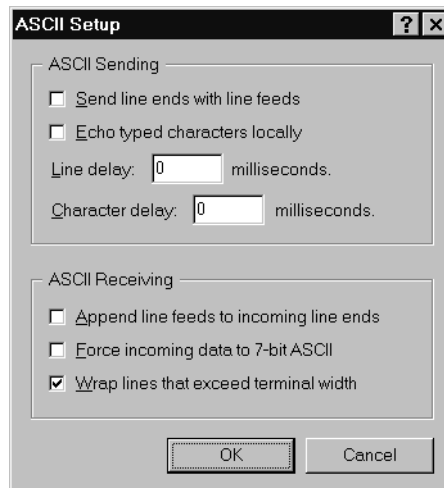 ASCII Setup ? ×
ASCII Sending
Send line ends with line feeds
Echo typed characters locally
Line delay: 0 milliseconds.
Character delay: 0 milliseconds.
ASCII Receiving
Append line feeds to incoming line ends
Force incoming data to 7-bit ASCII
Wrap lines that exceed terminal width
OK Cancel